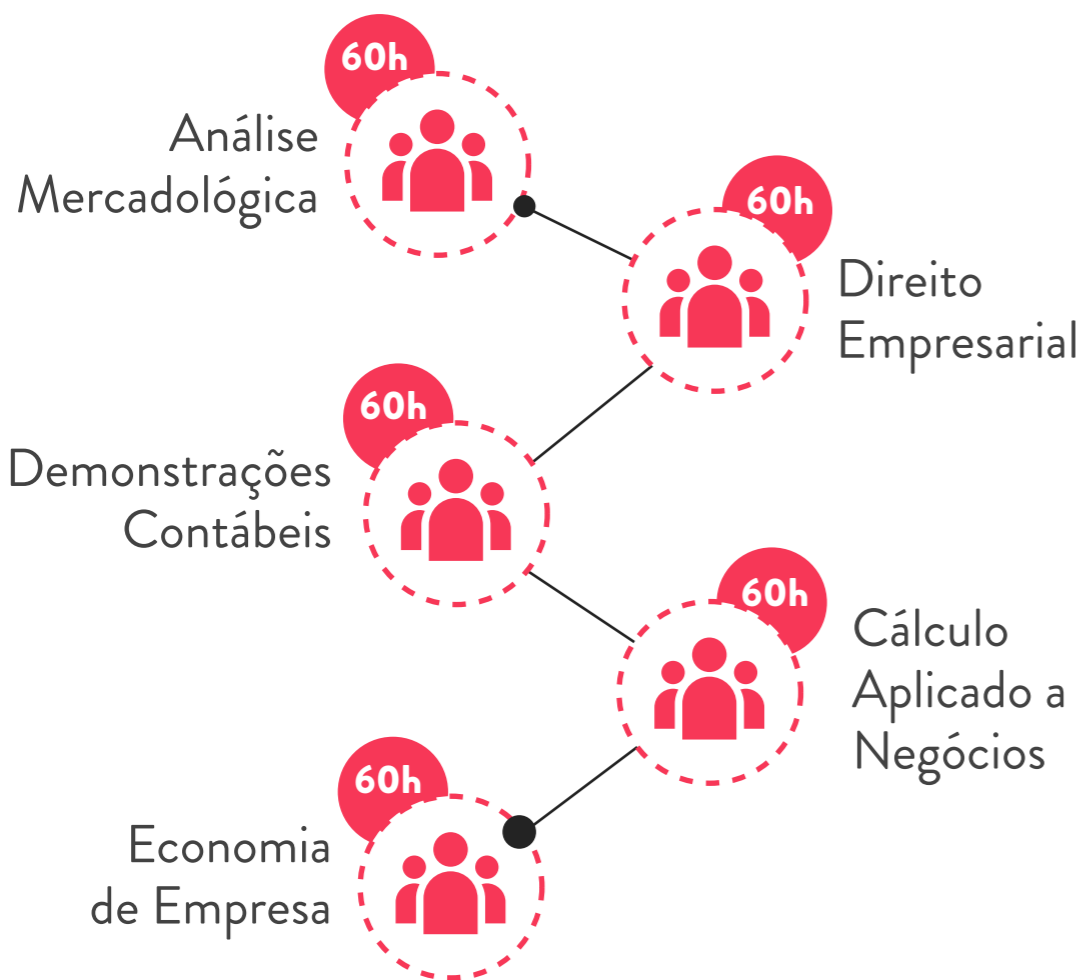 60h
Análise
Mercadológica
60h
Direito
Empresarial
60h
Demonstrações
Contábeis
60h
Cálculo
Aplicado a
Negócios
60h
Economia
de Empresa